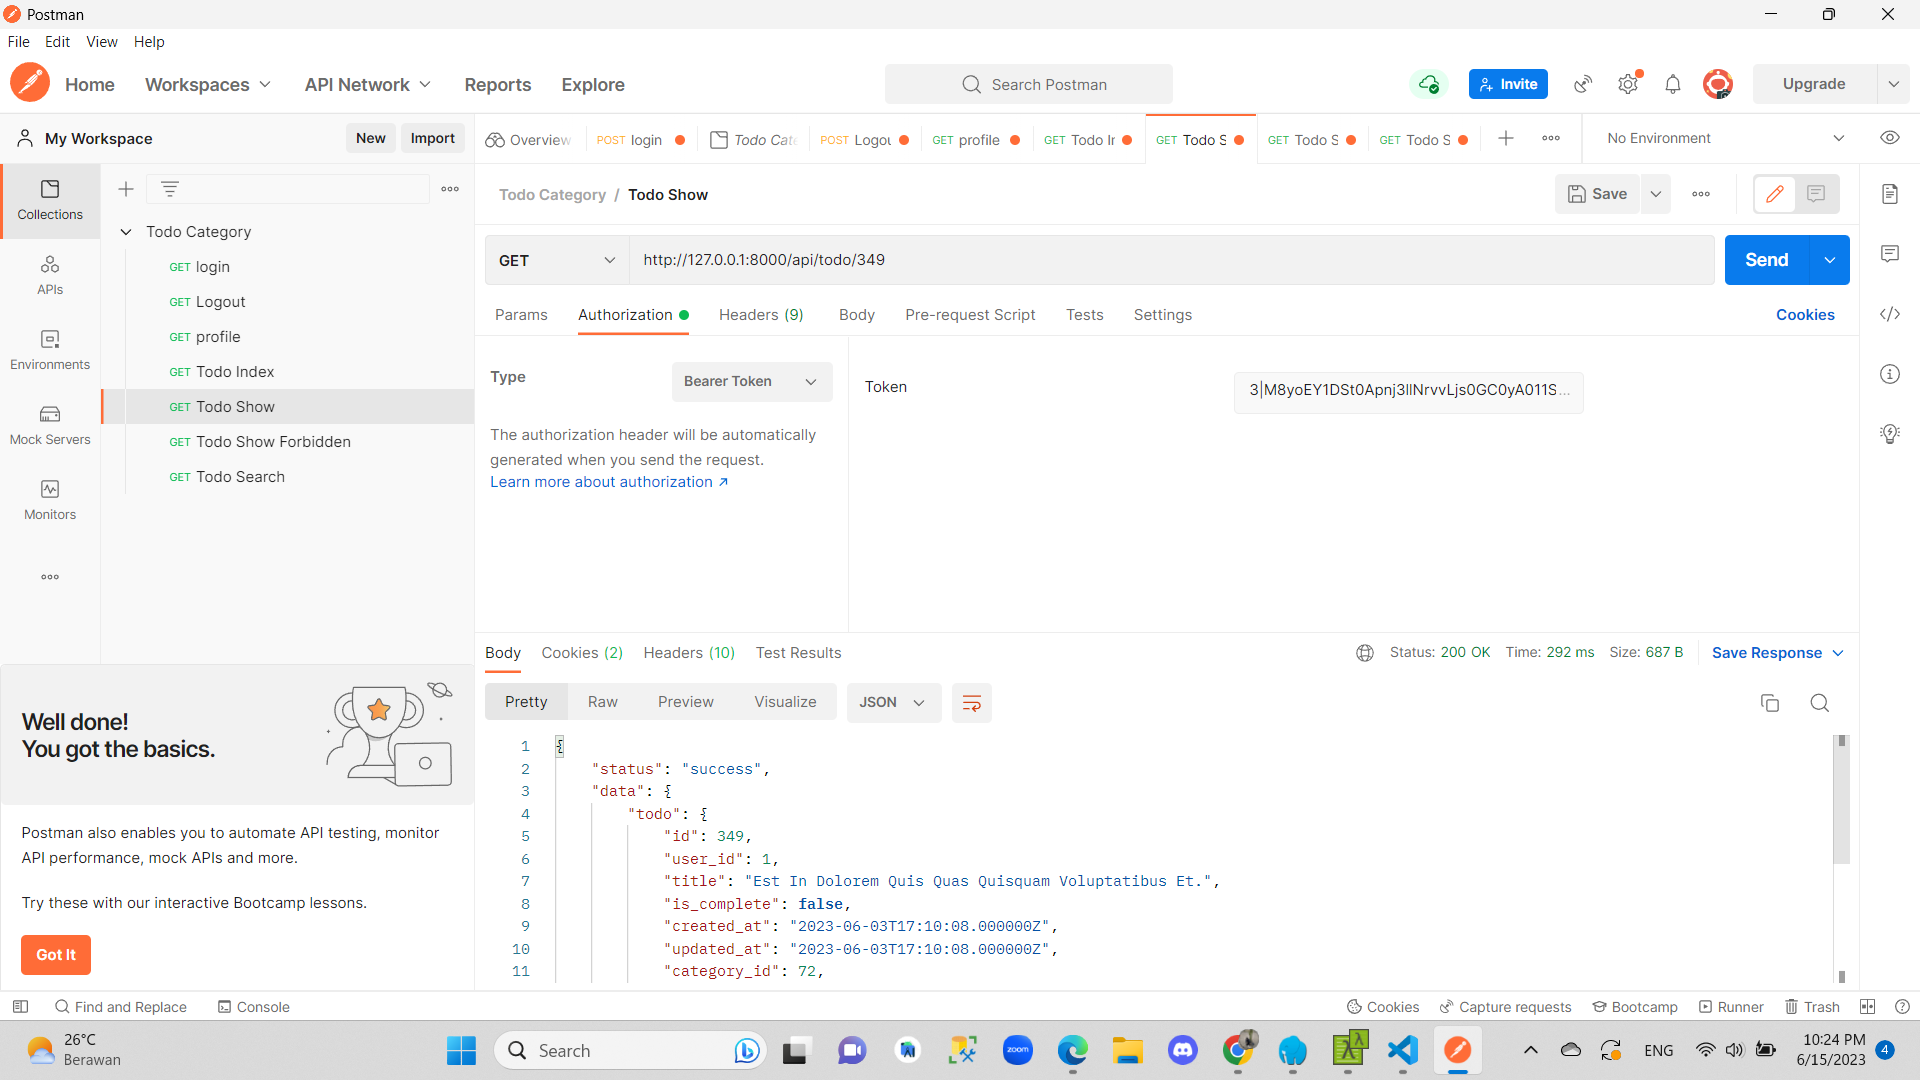 Postman
File Edit View Help
Home Workspaces API Network Reports Explore
Search Postman
Invite
Upgrade
My Workspace
New Import
Overview
POST login
Todo Cate
POST Logou
GET profile
GET Todo In
GET Todo S
GET Todo S
GET Todo S
No Environment
Collections
APIs
Environments
Mock Servers
Monitors
Todo Category
GET login
GET Logout
GET profile
GET Todo Index
GET Todo Show
GET Todo Show Forbidden
GET Todo Search
Well done!
You got the basics.
Postman also enables you to automate API testing, monitor
API performance, mock APIs and more.
Try these with our interactive Bootcamp lessons.
Got It
Todo Category / Todo Show
Save
GET http://127.0.0.1:8000/api/todo/349
Send
Params Authorization Headers (9) Body Pre-request Script Tests Settings
Cookies
Type Bearer Token
The authorization header will be automatically
generated when you send the request.
Learn more about authorization ↗
Token 3|M8yoEY1DSt0Apnj3llNrvvLjs0GC0yA011S...
Body Cookies (2) Headers (10) Test Results
Status: 200 OK Time: 292 ms Size: 687 B Save Response
Pretty Raw Preview Visualize JSON
1 {
2 "status": "success",
3 "data": {
4 "todo": {
5 "id": 349,
6 "user_id": 1,
7 "title": "Est In Dolorem Quis Quas Quisquam Voluptatibus Et.",
8 "is_complete": false,
9 "created_at": "2023-06-03T17:10:08.000000Z",
10 "updated_at": "2023-06-03T17:10:08.000000Z",
11 "category_id": 72,
Find and Replace Console
Cookies Capture requests Bootcamp Runner Trash
26°C
Berawan
Search
zoom
ENG
10:24 PM
6/15/2023
4